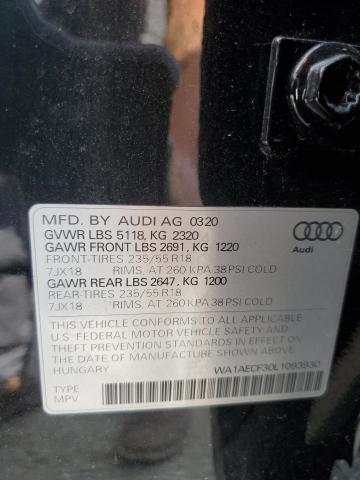 MFD. BY AUDI AG 03.20
GVWR LBS 5118, KG 2320
GAWR FRONT LBS 2691, KG 1220
FRONT-TIRES 235/55 R18
7JX18 RIMS, AT 260 KPA 38 PSI COLD
GAWR REAR LBS 2647, KG 1200
REAR-TIRES 235/55 R18
7JX18 RIMS, AT 260 KPA 38 PSI COLD
Audi
THIS VEHICLE CONFORMS TO ALL APPLICABLE
U.S. FEDERAL MOTOR VEHICLE SAFETY AND
THEFT PREVENTION STANDARDS IN EFFECT ON
THE DATE OF MANUFACTURE SHOWN ABOVE.
HUNGARY WA1AECF30L1093930
TYPE
MPV